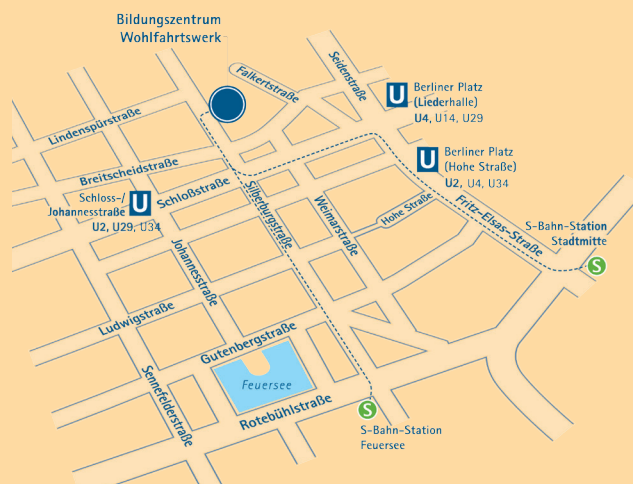 Bildungszentrum
Wohlfahrtswerk
Falkertstraße
Seidenstraße
U
Berliner Platz
(Liederhalle)
U4, U14, U29
Lindenspürstraße
U
Berliner Platz
(Hohe Straße)
U2, U4, U34
Breitscheidstraße
Schloßstraße
Schloss-/
Johannesstraße
U
U2, U29, U34
Silberburgstraße
Weimarstraße
Hohe Straße
Fritz-Elsas-Straße
S-Bahn-Station
Stadtmitte
S
Johannesstraße
Ludwigstraße
Gutenbergstraße
Sennefelderstraße
Feuersee
Rotebühlstraße
S
S-Bahn-Station
Feuersee